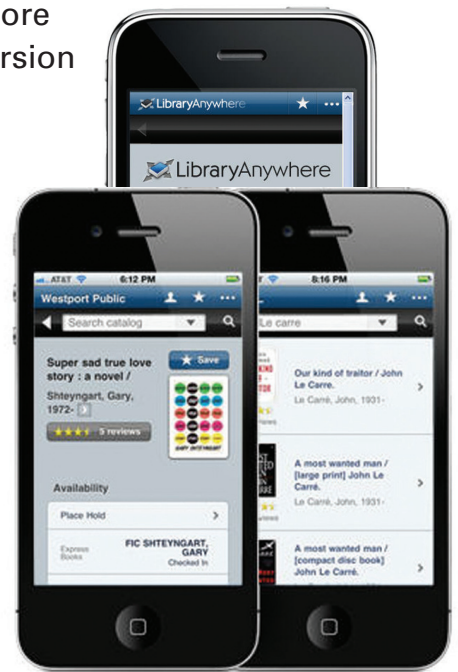 ore
rsion
LibraryAnywhere
LibraryAnywhere
AT&T 6:12 PM
Westport Public
Search catalog
Super sad true love
story : a novel /
Save
Shteyngart, Gary,
1972-
5 reviews
GARY SHTEYNGART
Availability
Place Hold
Express
Books
FIC SHTEYNGART,
GARY
Checked In
8:16 PM
Le carre
Our kind of traitor / John
Le Carre.
Le Carré, John, 1931-
A most wanted man /
[large print] John Le
Carré.
Le Carré, John, 1931-
A most wanted man /
[compact disc book]
John Le Carré.